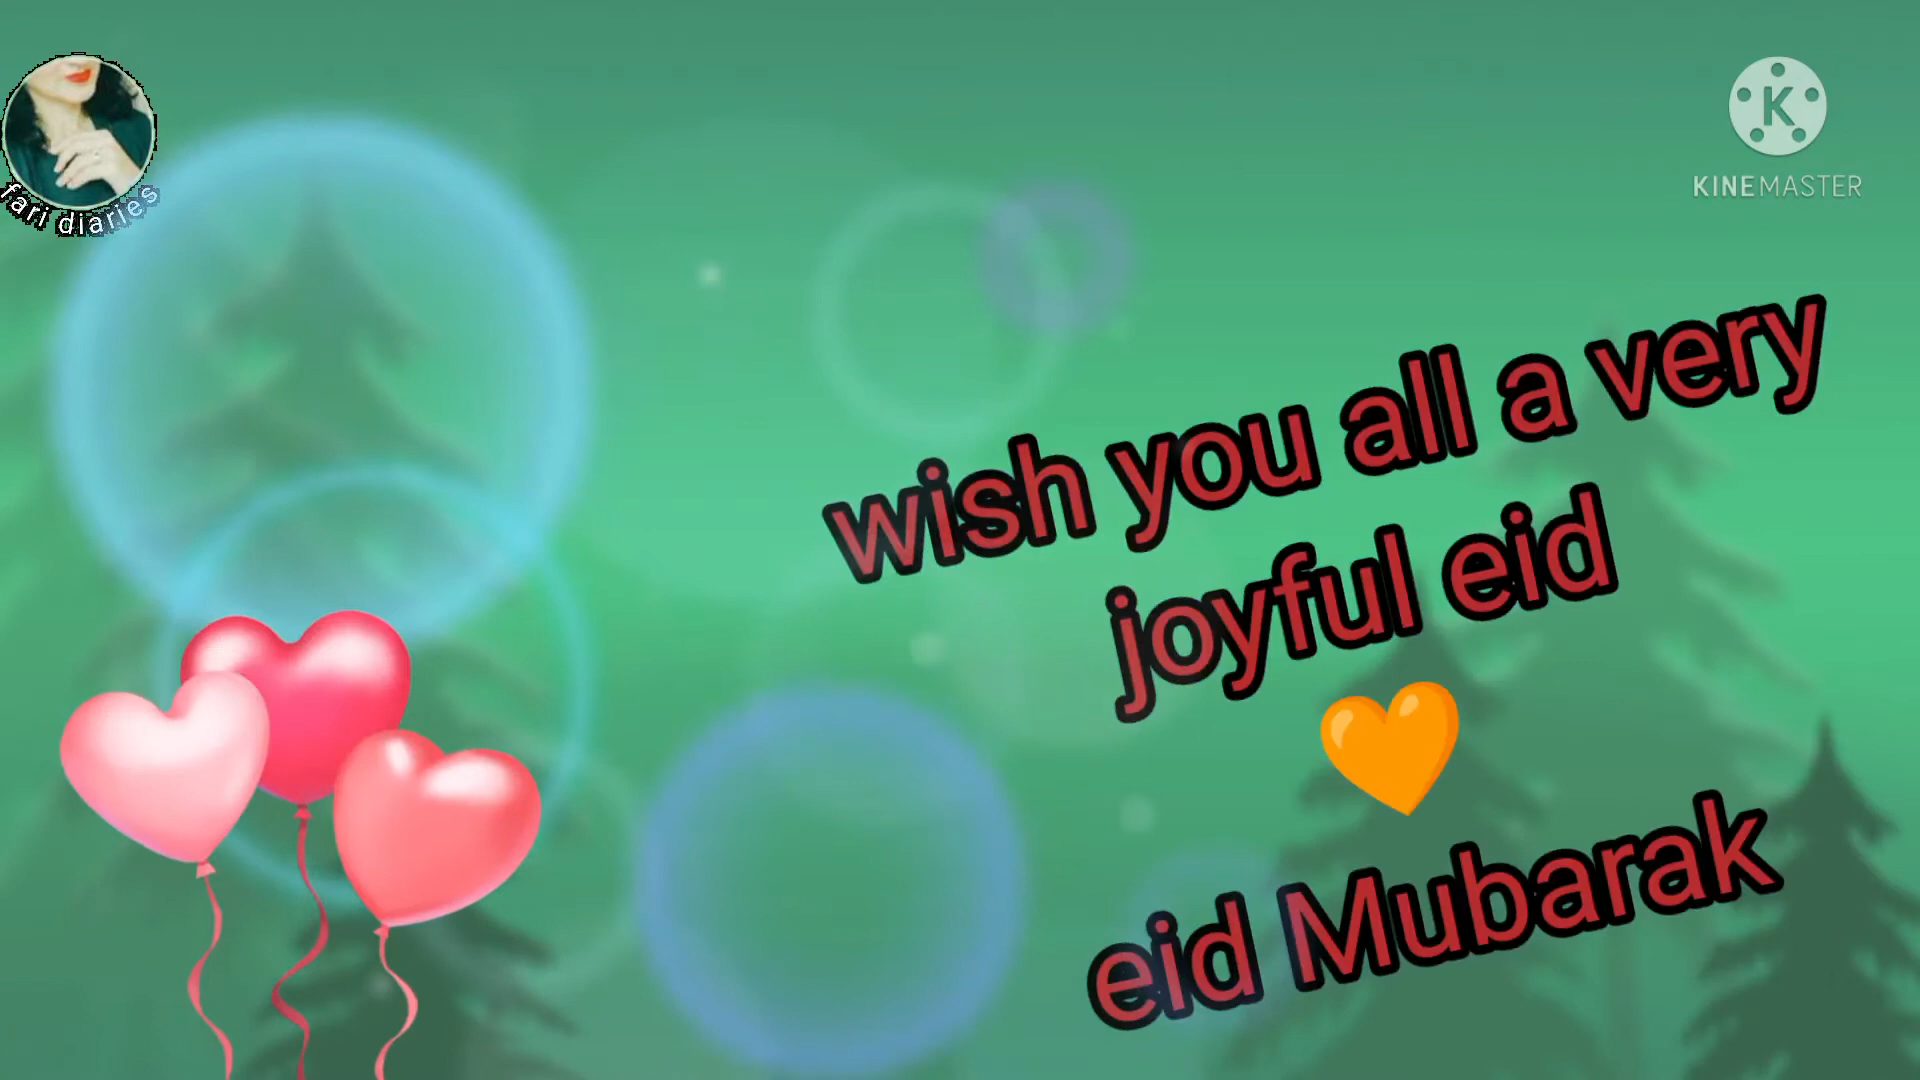 fari diaries
K
KINEMASTER
wish you all a very
joyful eid
🧡
eid Mubarak